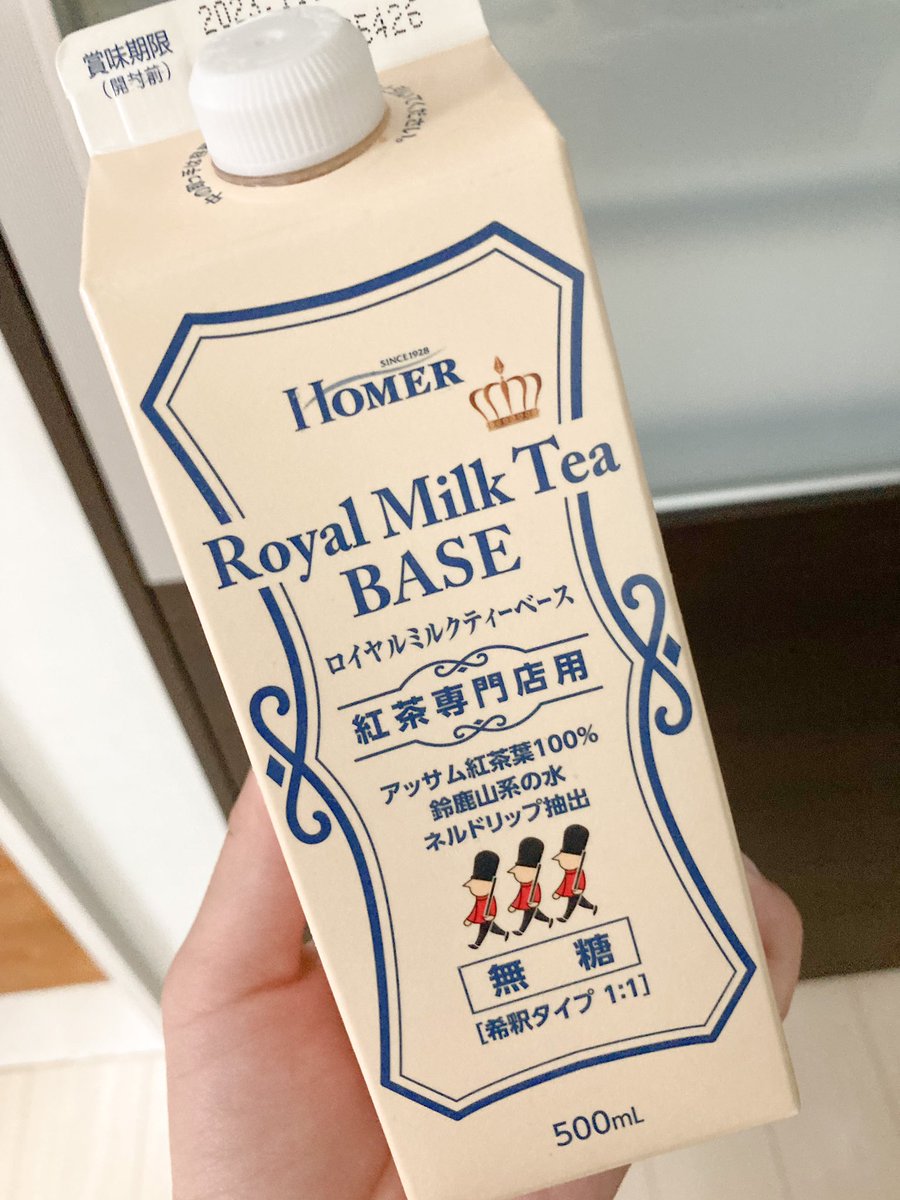 賞味期限
(開封前)
SINCE1928
HOMER
Royal Milk Tea
BASE
ロイヤルミルクティーベース
紅茶専門店用
アッサム紅茶葉100%
鈴鹿山系の水
ネルドリップ抽出
無 糖
[希釈タイプ 1:1]
500mL